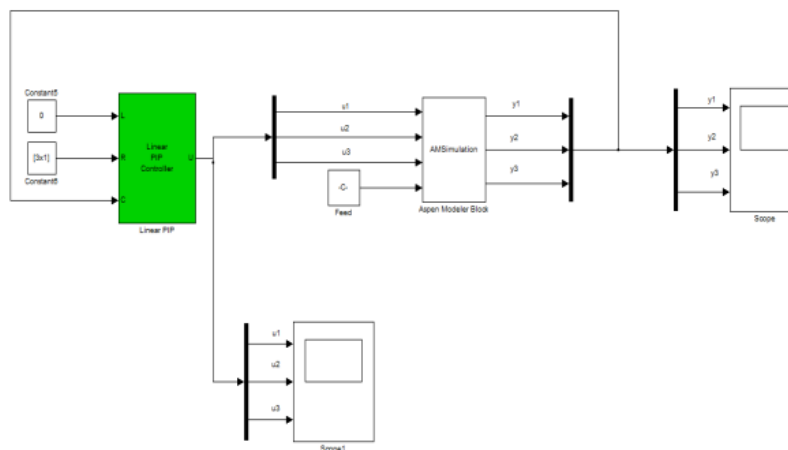 Constant5
0
[3x1]
Constant6
L
R
C
Linear
PIP
Controller
U
Linear PIP
u1
u2
u3
-C-
Feed
AMSimulation
Aspen Modeler Block
y1
y2
y3
y1
y2
y3
Scope
u1
u2
u3
Scope1